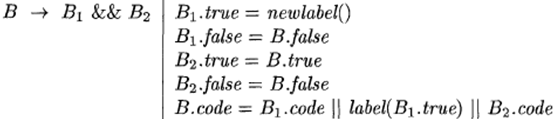 B → B₁ && B₂ | B₁.true = newlabel()
B₁.false = B.false
B₂.true = B.true
B₂.false = B.false
B.code = B₁.code || label(B₁.true) || B₂.code